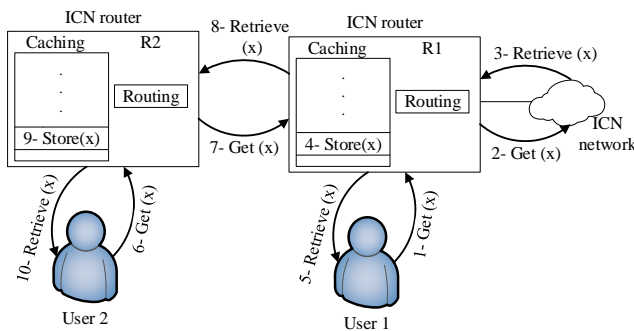 ICN router
Caching
R2
.
.
.
Routing
9- Store(x)
8- Retrieve
(x)
7- Get (x)
ICN router
Caching
R1
.
.
.
Routing
4- Store(x)
3- Retrieve (x)
ICN
network
2- Get (x)
10- Retrieve (x)
6- Get (x)
User 2
5- Retrieve (x)
1- Get (x)
User 1